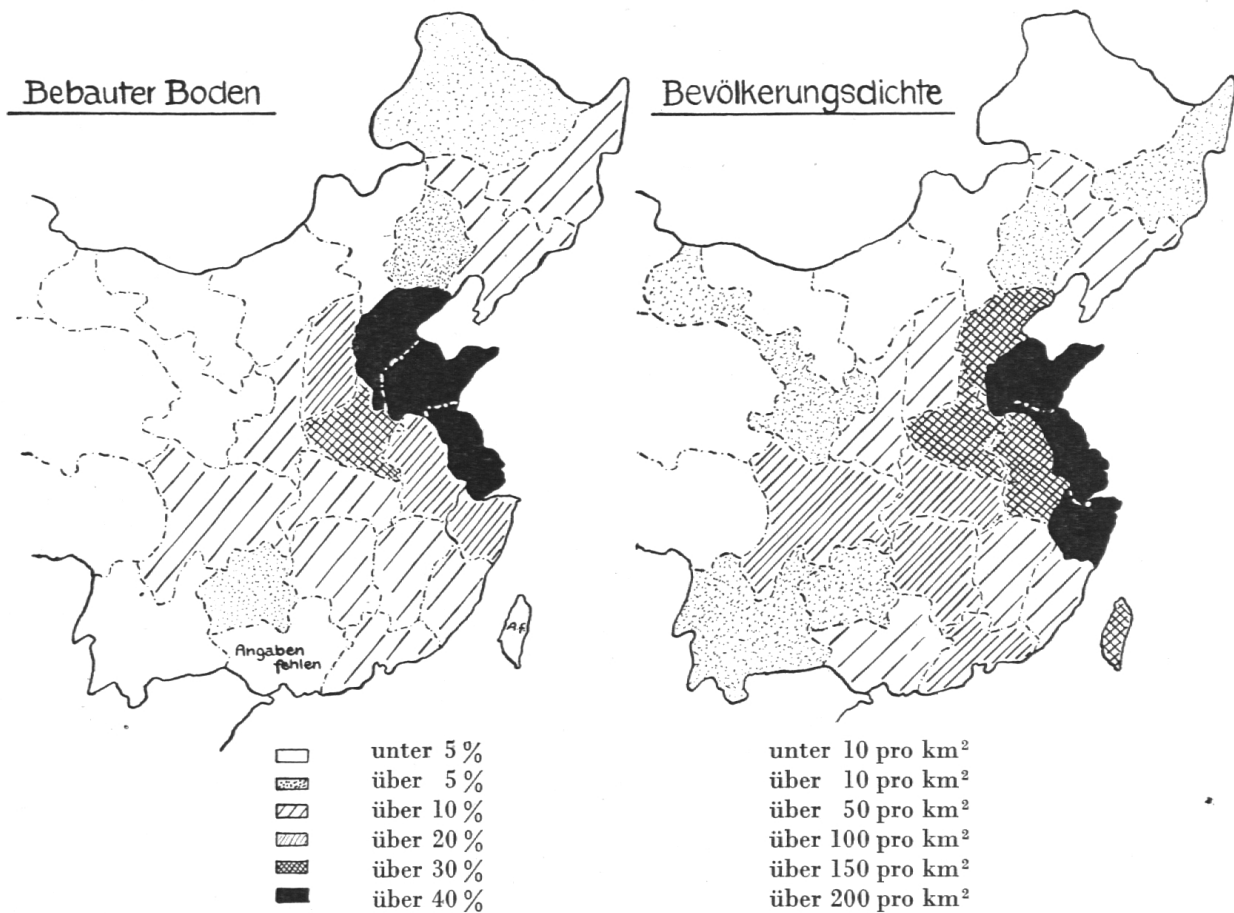 Bebauter Boden
Bevölkerungsdichte
Angaben
fehlen
A.f.
unter 5 %
über 5 %
über 10 %
über 20 %
über 30 %
über 40 %
unter 10 pro km²
über 10 pro km²
über 50 pro km²
über 100 pro km²
über 150 pro km²
über 200 pro km²